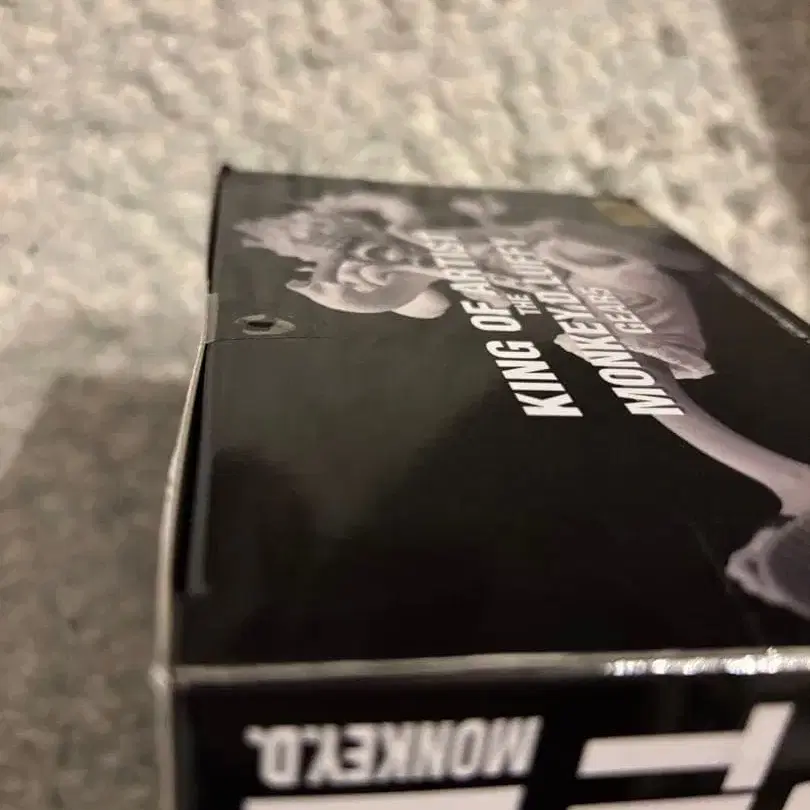 KING OF ARTIST
THE
MONKEY.D.LUFFY
GEAR5
MONKEY.D.